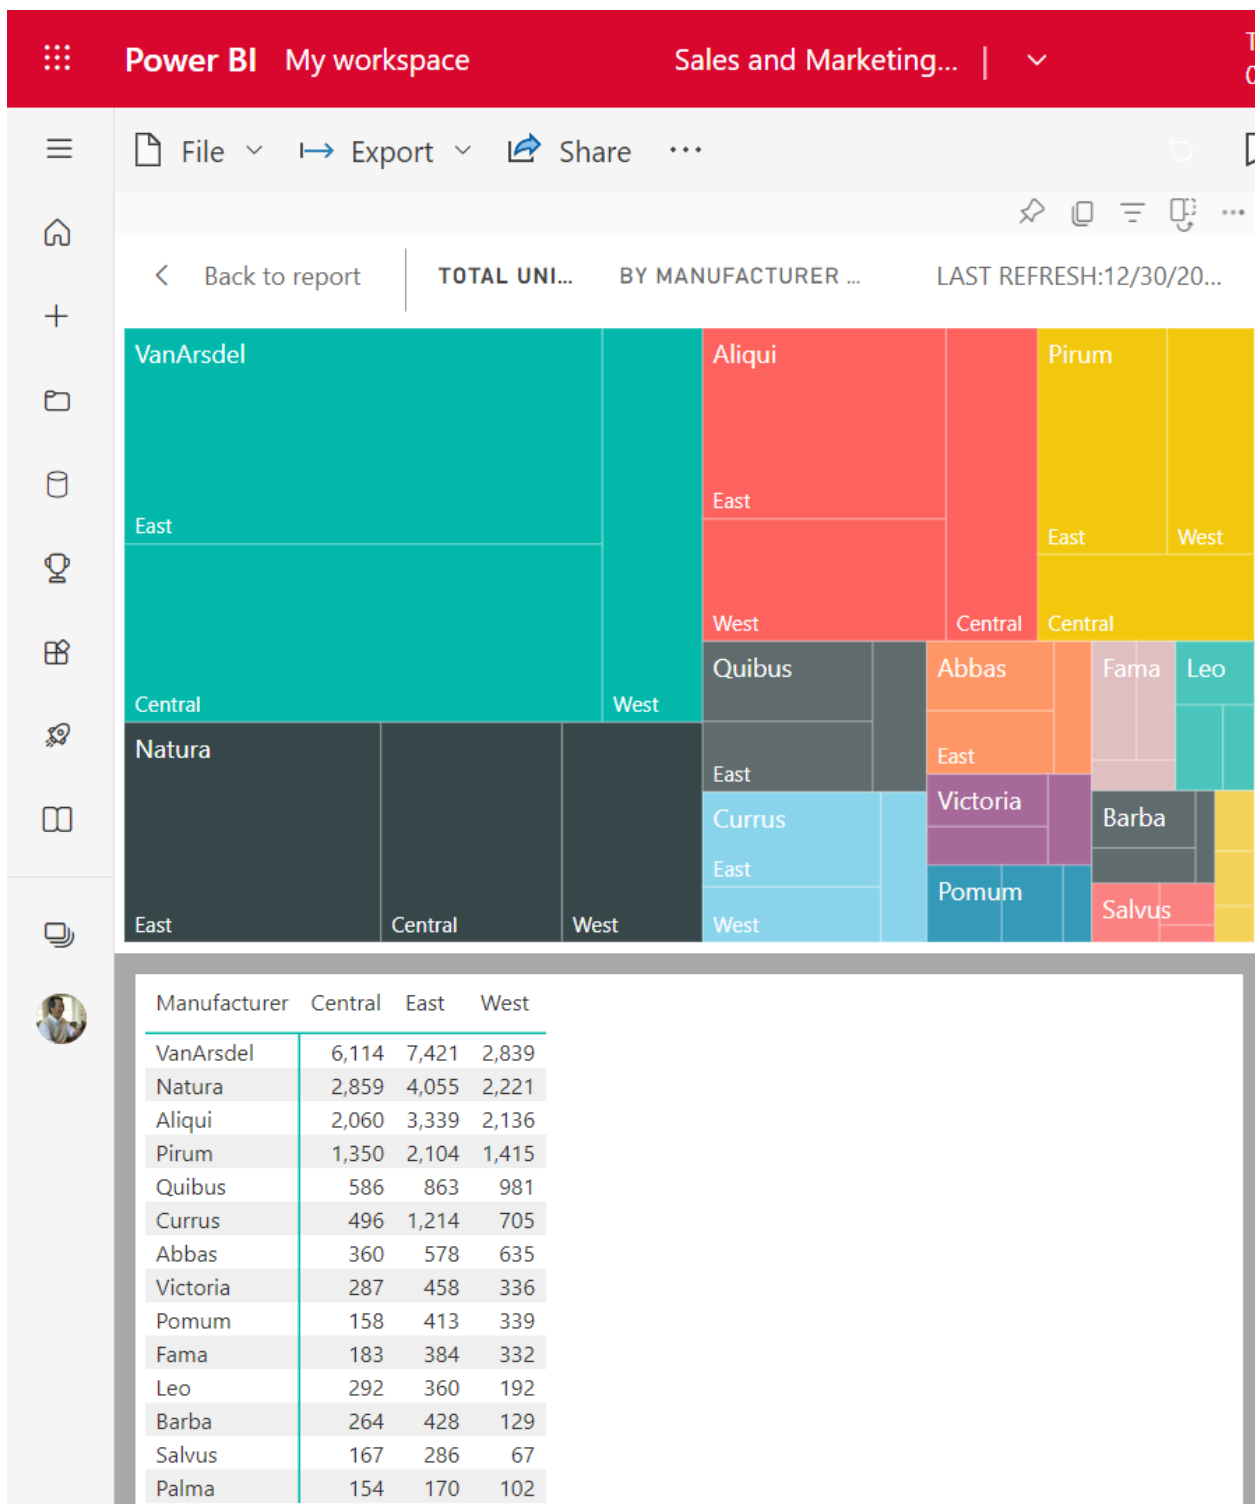 Power BI My workspace Sales and Marketing... |
File Export Share ...
Back to report TOTAL UNI... BY MANUFACTURER ... LAST REFRESH:12/30/20...
VanArsdel
East
Central
West
Aliqui
East
West
Central
Pirum
East
West
Central
Natura
East
Central
West
Quibus
East
Currus
East
West
Abbas
East
Victoria
Pomum
Fama
Leo
Barba
Salvus
Manufacturer Central East West
VanArsdel 6,114 7,421 2,839
Natura 2,859 4,055 2,221
Aliqui 2,060 3,339 2,136
Pirum 1,350 2,104 1,415
Quibus 586 863 981
Currus 496 1,214 705
Abbas 360 578 635
Victoria 287 458 336
Pomum 158 413 339
Fama 183 384 332
Leo 292 360 192
Barba 264 428 129
Salvus 167 286 67
Palma 154 170 102